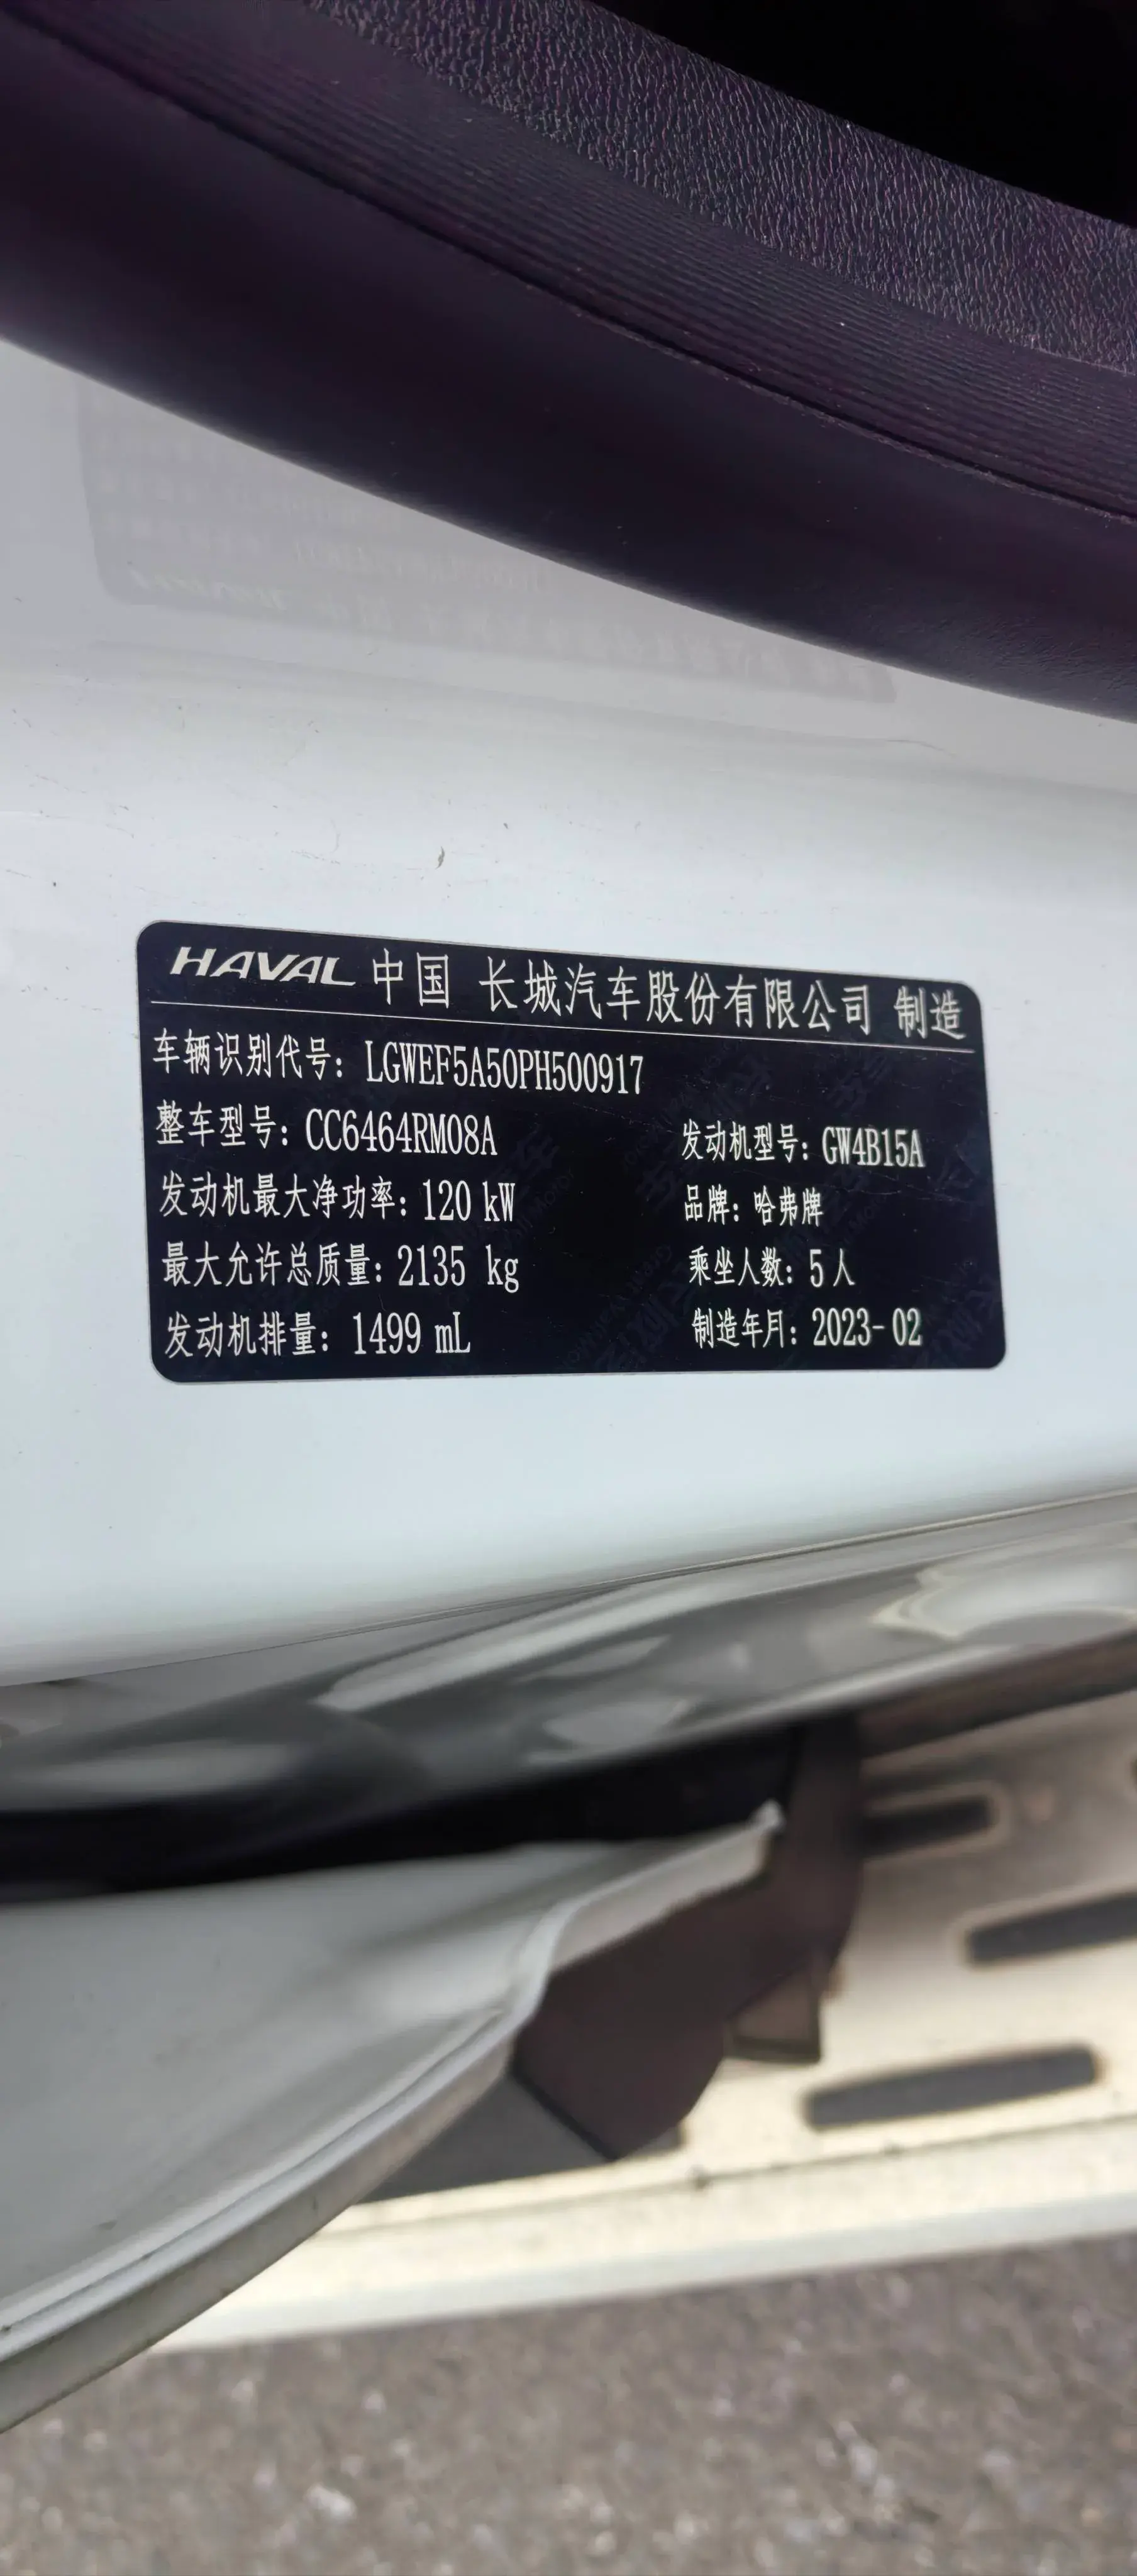 HAVAL 中国 长城汽车股份有限公司 制造
车辆识别代号：LGWEF5A50PH500917
整车型号：CC6464RM08A 发动机型号：GW4B15A
发动机最大净功率：120 kW 品牌：哈弗牌
最大允许总质量：2135 kg 乘坐人数：5人
发动机排量：1499 mL 制造年月：2023-02